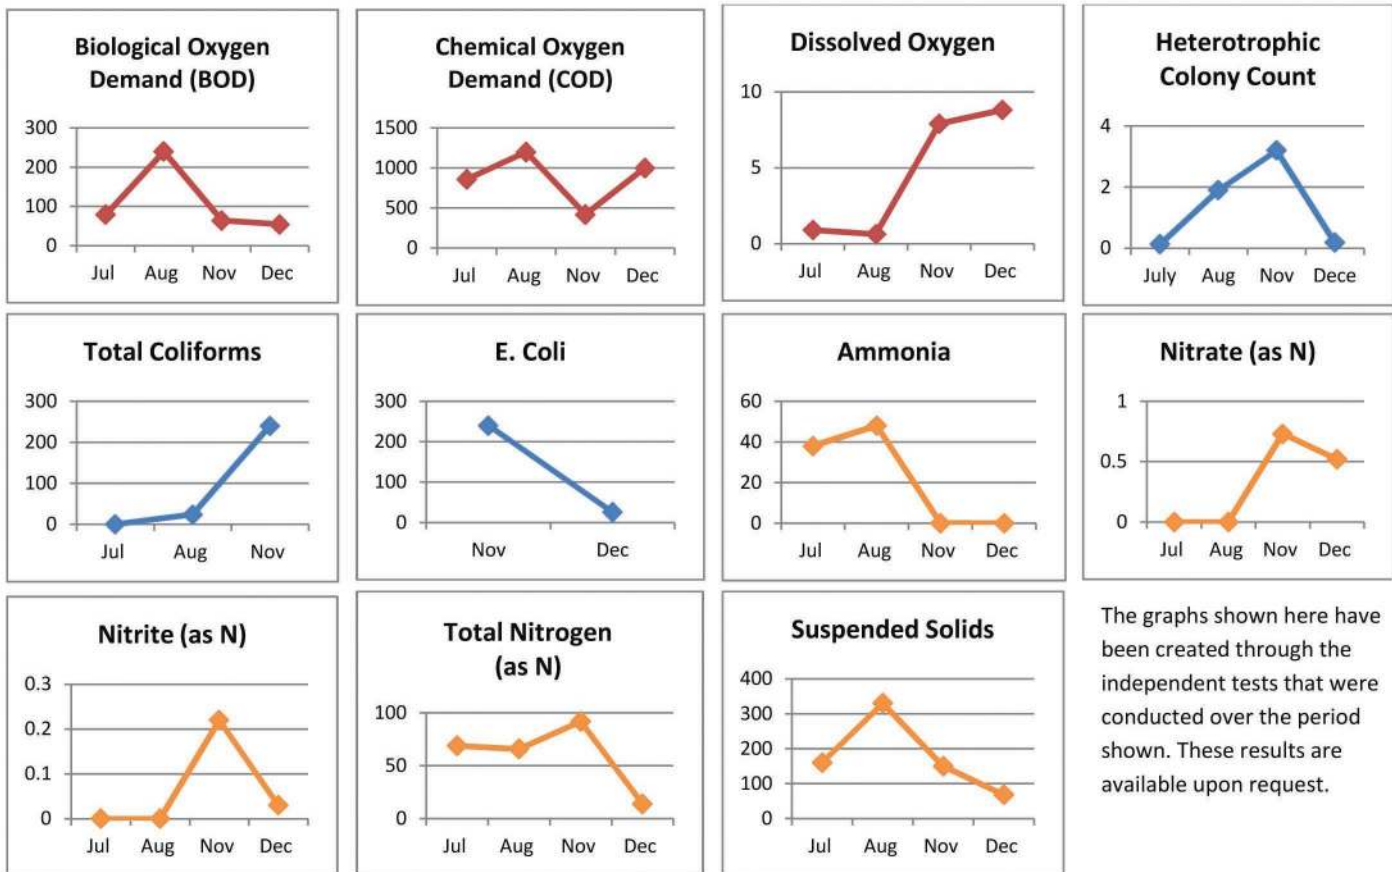 Biological Oxygen
Demand (BOD)
300
200
100
0
Jul Aug Nov Dec
Chemical Oxygen
Demand (COD)
1500
1000
500
0
Jul Aug Nov Dec
Dissolved Oxygen
10
5
0
Jul Aug Nov Dec
Heterotrophic
Colony Count
4
2
0
July Aug Nov Dece
Total Coliforms
300
200
100
0
Jul Aug Nov
E. Coli
300
200
100
0
Nov Dec
Ammonia
60
40
20
0
Jul Aug Nov Dec
Nitrate (as N)
1
0.5
0
Jul Aug Nov Dec
Nitrite (as N)
0.3
0.2
0.1
0
Jul Aug Nov Dec
Total Nitrogen
(as N)
100
50
0
Jul Aug Nov Dec
Suspended Solids
400
300
200
100
0
Jul Aug Nov Dec
The graphs shown here have
been created through the
independent tests that were
conducted over the period
shown. These results are
available upon request.